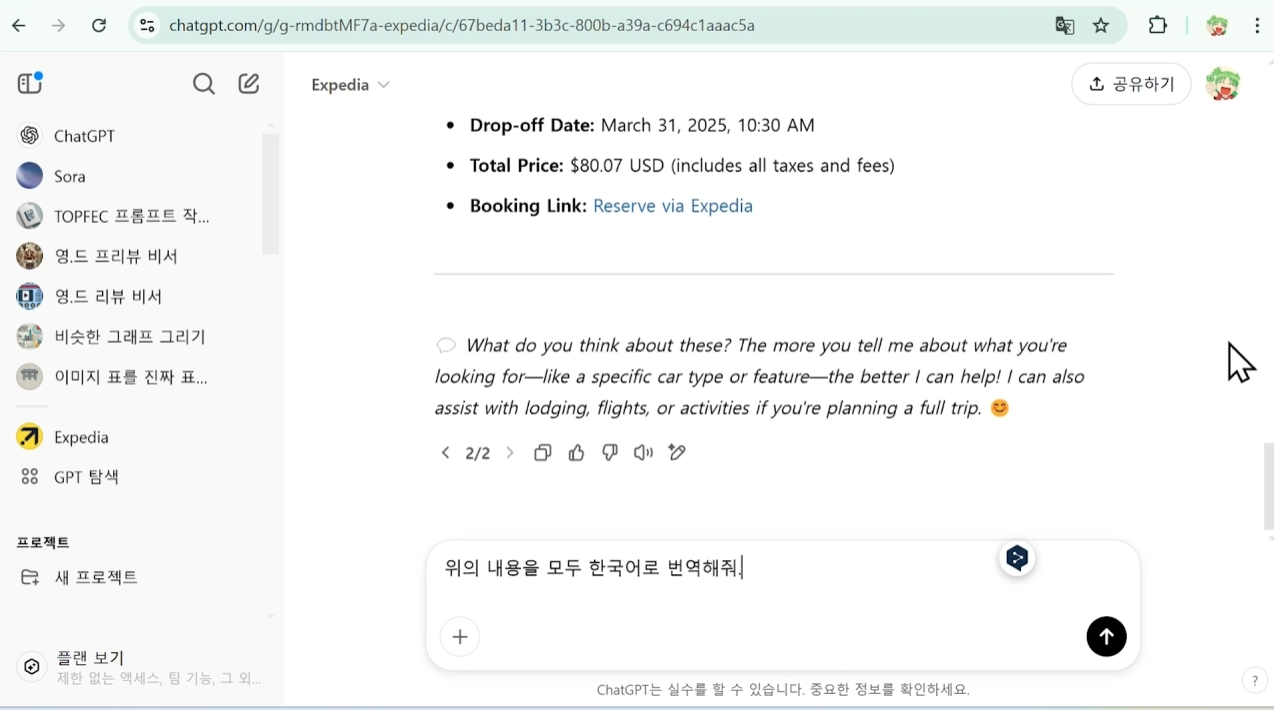 chatgpt.com/g/g-rmdbtMF7a-expedia/c/67beda11-3b3c-800b-a39a-c694c1aaac5a
Expedia
공유하기
ChatGPT
Sora
TOPFEC 프롬프트 작...
영.드 프리뷰 비서
영.드 리뷰 비서
비슷한 그래프 그리기
이미지 표를 진짜 표...
Expedia
GPT 탐색
프로젝트
새 프로젝트
플랜 보기
제한 없는 액세스, 팀 기능, 그 외...
• Drop-off Date: March 31, 2025, 10:30 AM
• Total Price: $80.07 USD (includes all taxes and fees)
• Booking Link: Reserve via Expedia
What do you think about these? The more you tell me about what you're
looking for—like a specific car type or feature—the better I can help! I can also
assist with lodging, flights, or activities if you're planning a full trip. 😊
2/2
위의 내용을 모두 한국어로 번역해줘.
ChatGPT는 실수를 할 수 있습니다. 중요한 정보를 확인하세요.
?